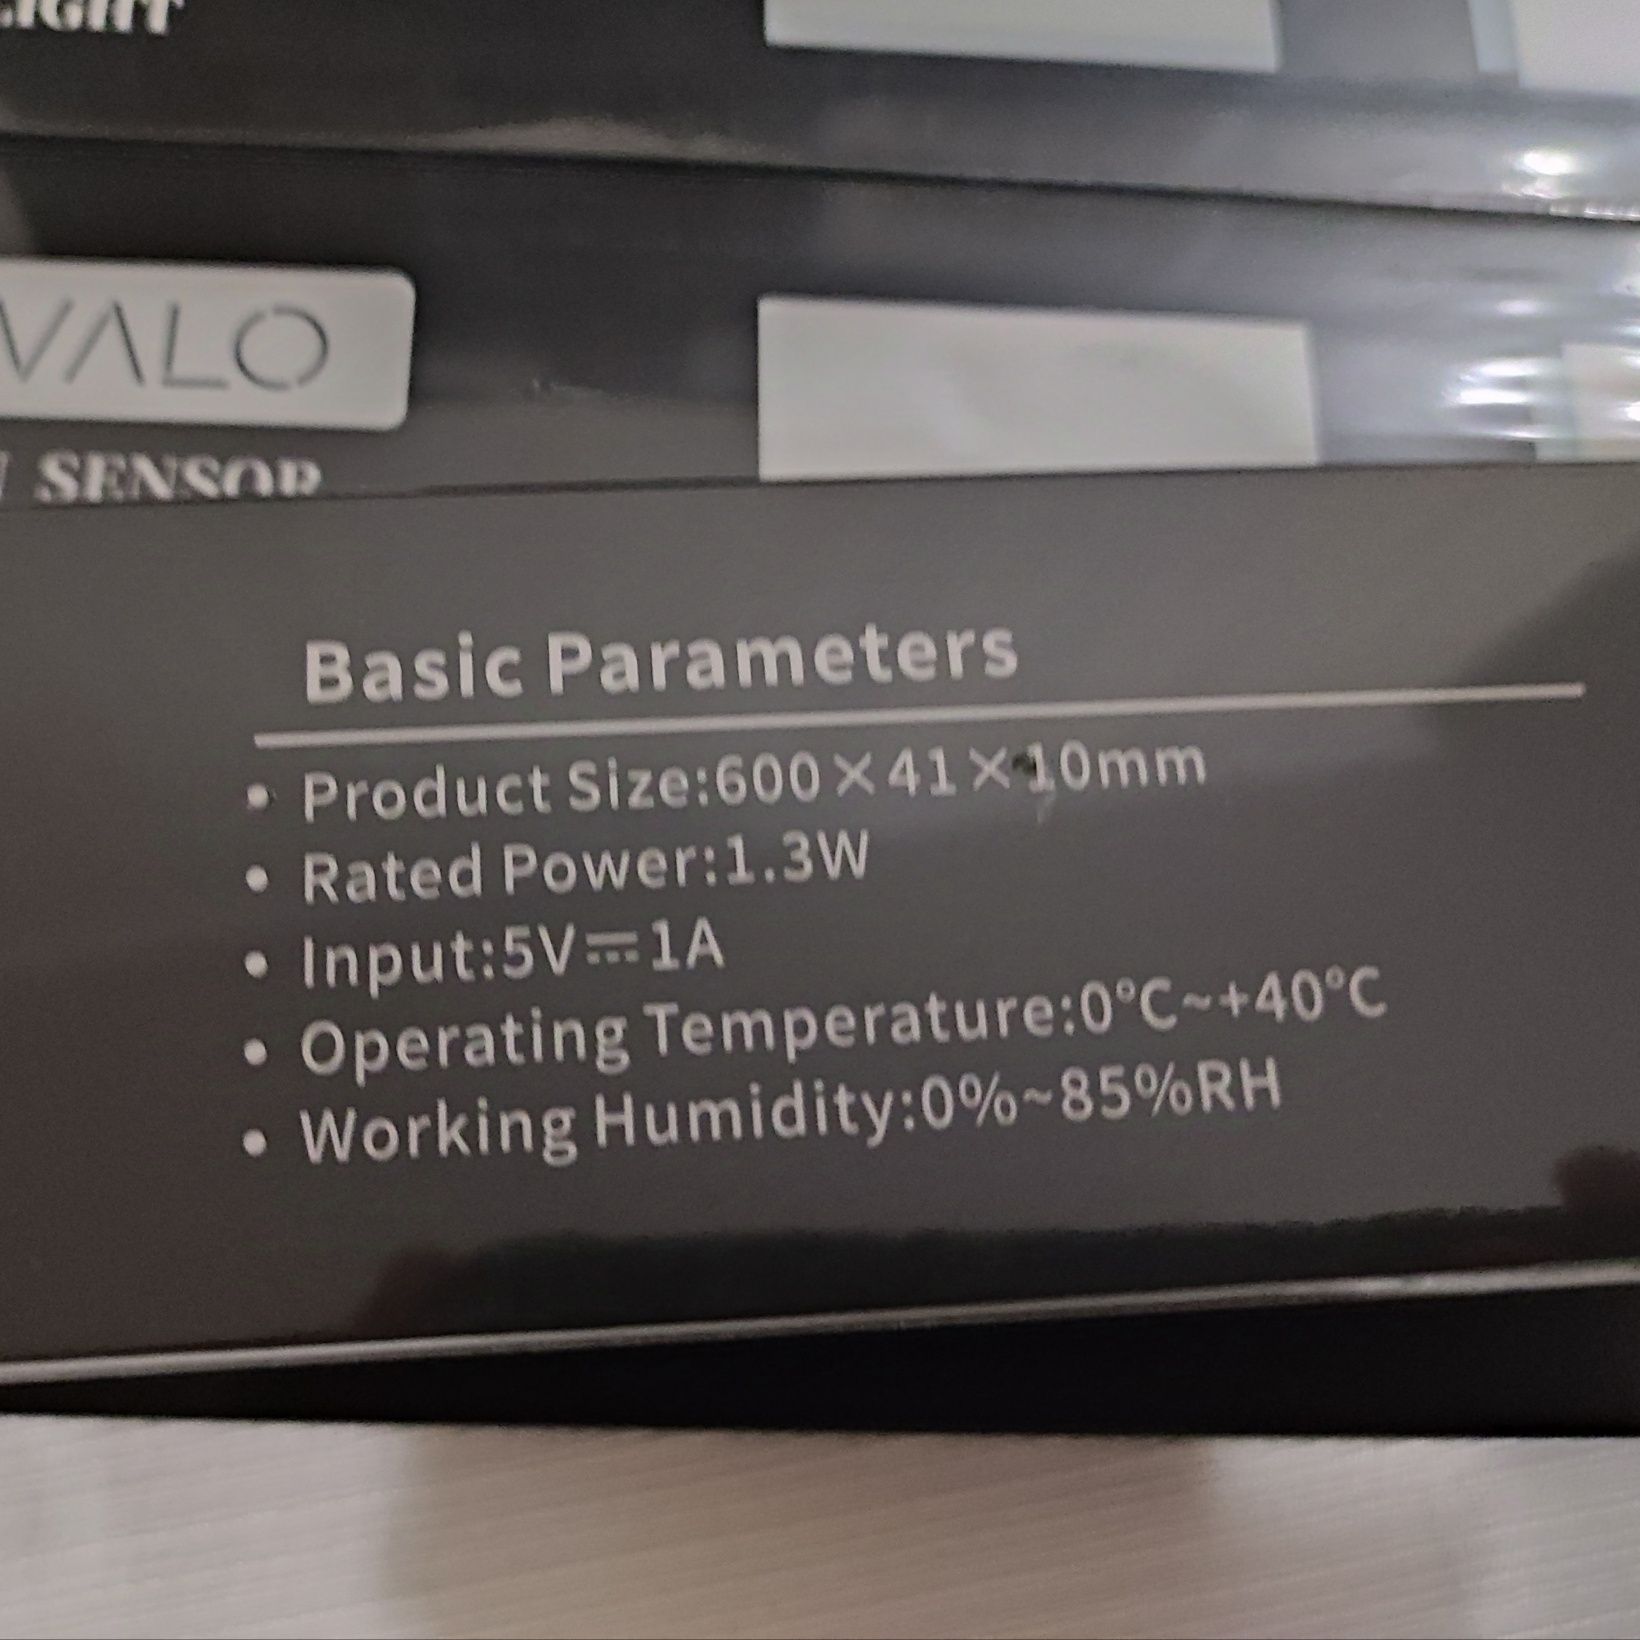 VALO
SENSOR
Basic Parameters
• Product Size:600×41×10mm
• Rated Power:1.3W
• Input:5V⎓1A
• Operating Temperature:0°C~+40°C
• Working Humidity:0%~85%RH